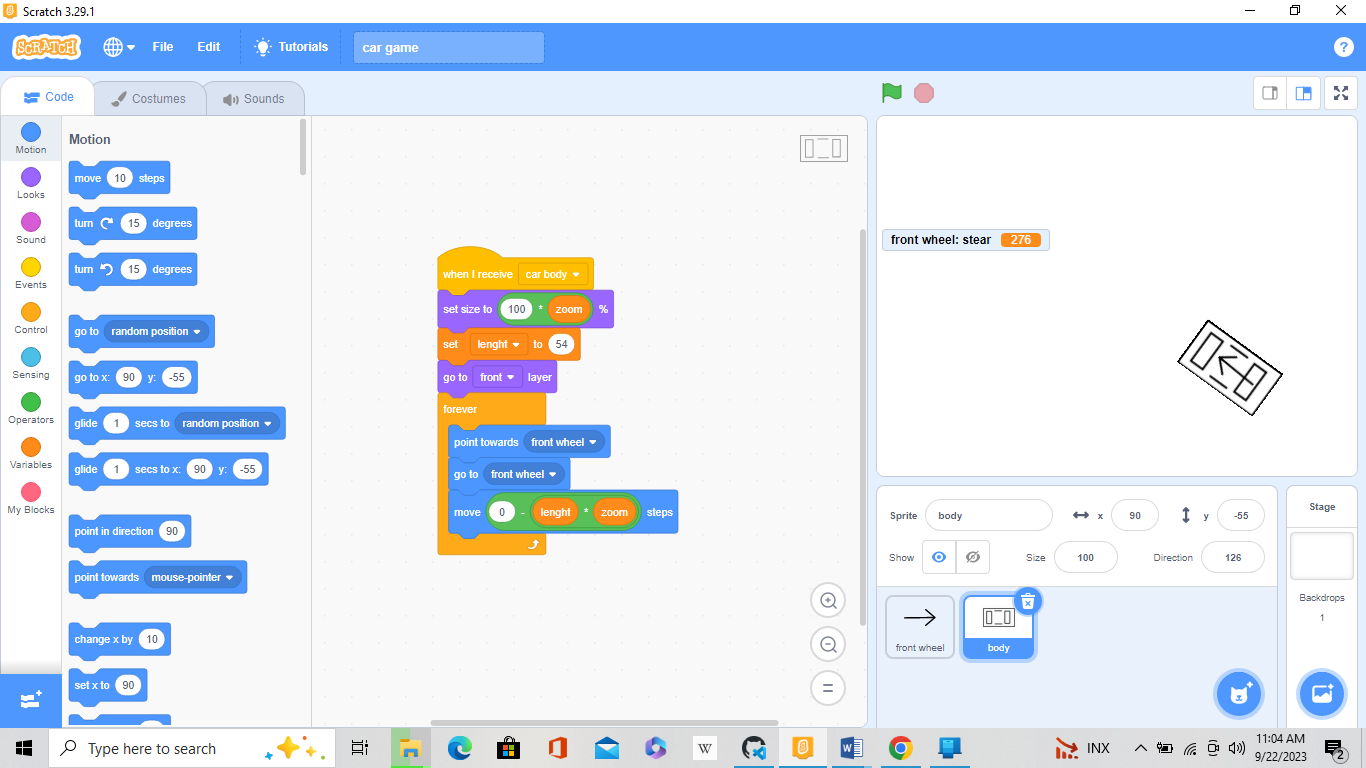 Scratch 3.29.1
SCRATCH File Edit Tutorials car game ?
Code Costumes Sounds
Motion
Looks
Sound
Events
Control
Sensing
Operators
Variables
My Blocks
Motion
move 10 steps
turn 15 degrees
turn 15 degrees
go to random position
go to x: 90 y: -55
glide 1 secs to random position
glide 1 secs to x: 90 y: -55
point in direction 90
point towards mouse-pointer
change x by 10
set x to 90
when I receive car body
set size to 100 * zoom %
set lenght to 54
go to front layer
forever
point towards front wheel
go to front wheel
move 0 - lenght * zoom steps
front wheel: stear 276
Sprite body x 90 y -55
Show Size 100 Direction 126
front wheel
body
Stage
Backdrops
1
Type here to search
W
INX
11:04 AM
9/22/2023
2